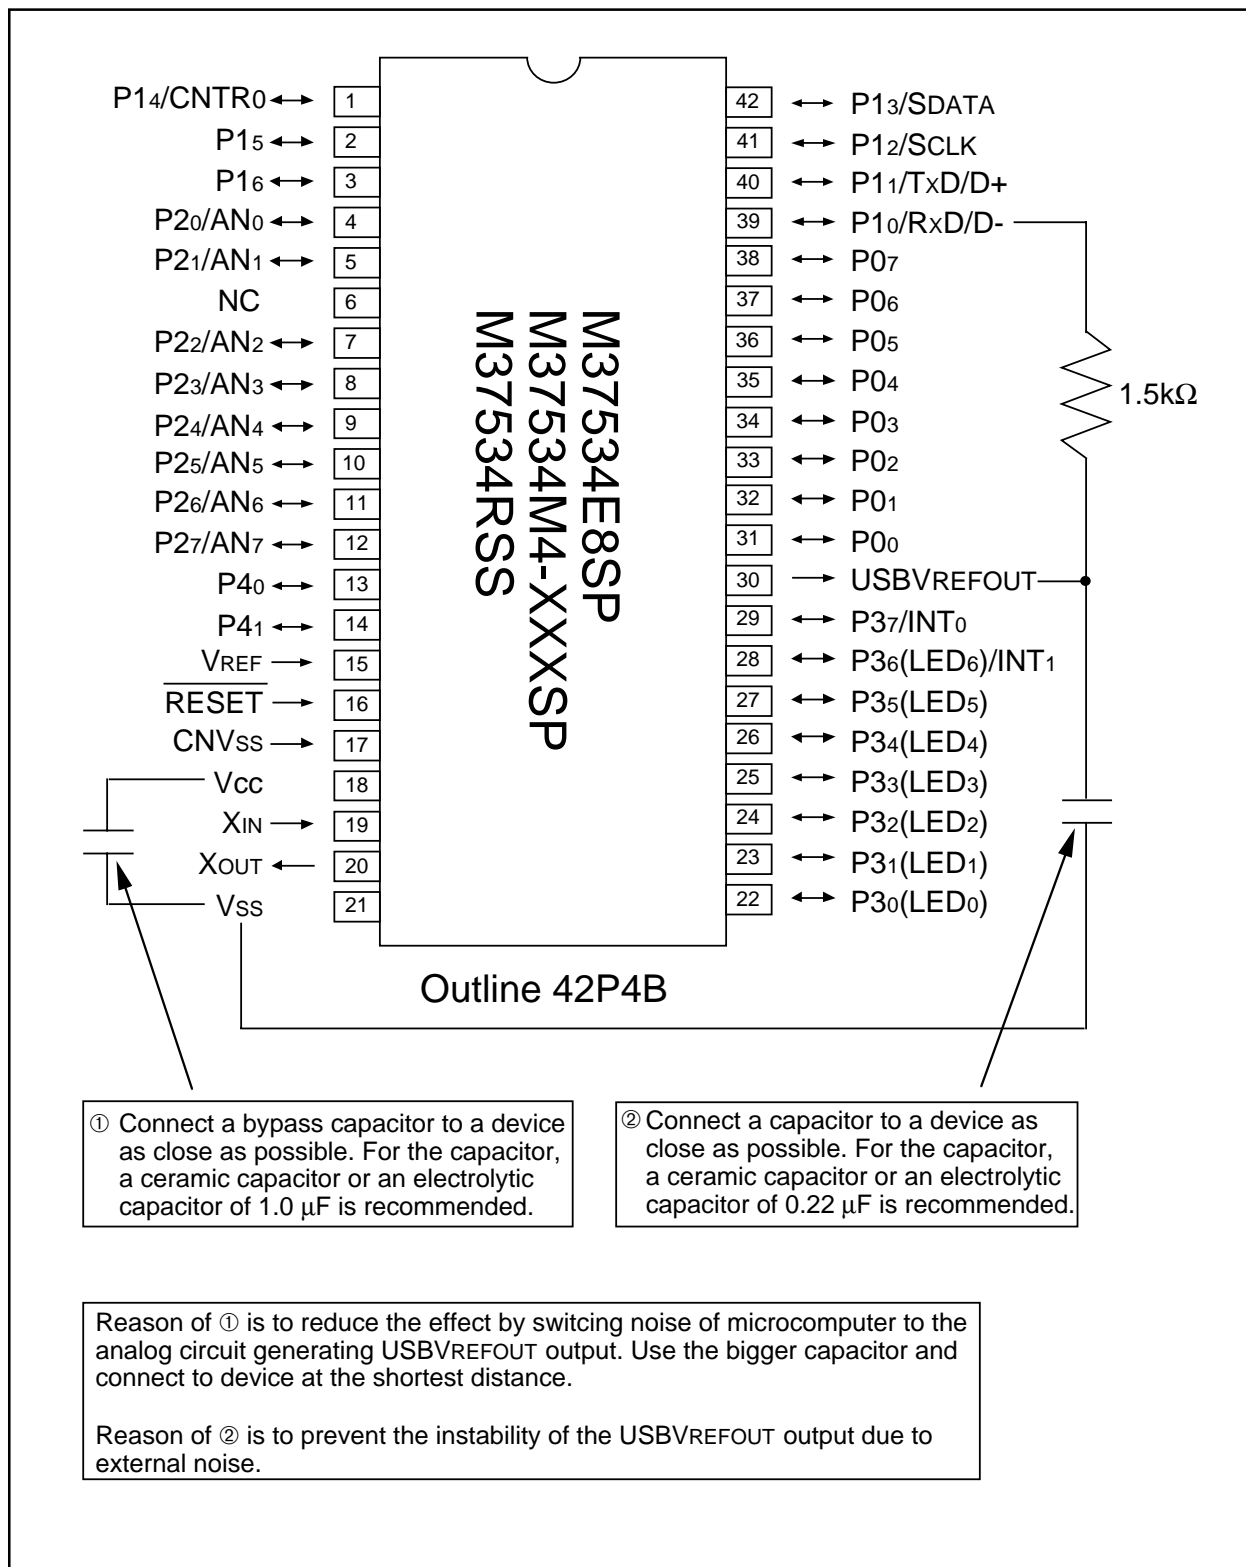 P14/CNTR0 1 42 P13/SDATA
P15 2 41 P12/SCLK
P16 3 40 P11/TXD/D+
P20/AN0 4 39 P10/RXD/D-
P21/AN1 5 38 P07
NC 6 37 P06
P22/AN2 7 36 P05
P23/AN3 8 35 P04
P24/AN4 9 34 P03
P25/AN5 10 33 P02
P26/AN6 11 32 P01
P27/AN7 12 31 P00
P40 13 30 USBVREFOUT
P41 14 29 P37/INT0
VREF 15 28 P36(LED6)/INT1
RESET 16 27 P35(LED5)
CNVSS 17 26 P34(LED4)
VCC 18 25 P33(LED3)
XIN 19 24 P32(LED2)
XOUT 20 23 P31(LED1)
VSS 21 22 P30(LED0)
M37534E8SP
M37534M4-XXXSP
M37534RSS
1.5kΩ
Outline 42P4B
① Connect a bypass capacitor to a device
as close as possible. For the capacitor,
a ceramic capacitor or an electrolytic
capacitor of 1.0 μF is recommended.
② Connect a capacitor to a device as
close as possible. For the capacitor,
a ceramic capacitor or an electrolytic
capacitor of 0.22 μF is recommended.
Reason of ① is to reduce the effect by switcing noise of microcomputer to the
analog circuit generating USBVREFOUT output. Use the bigger capacitor and
connect to device at the shortest distance.
Reason of ② is to prevent the instability of the USBVREFOUT output due to
external noise.